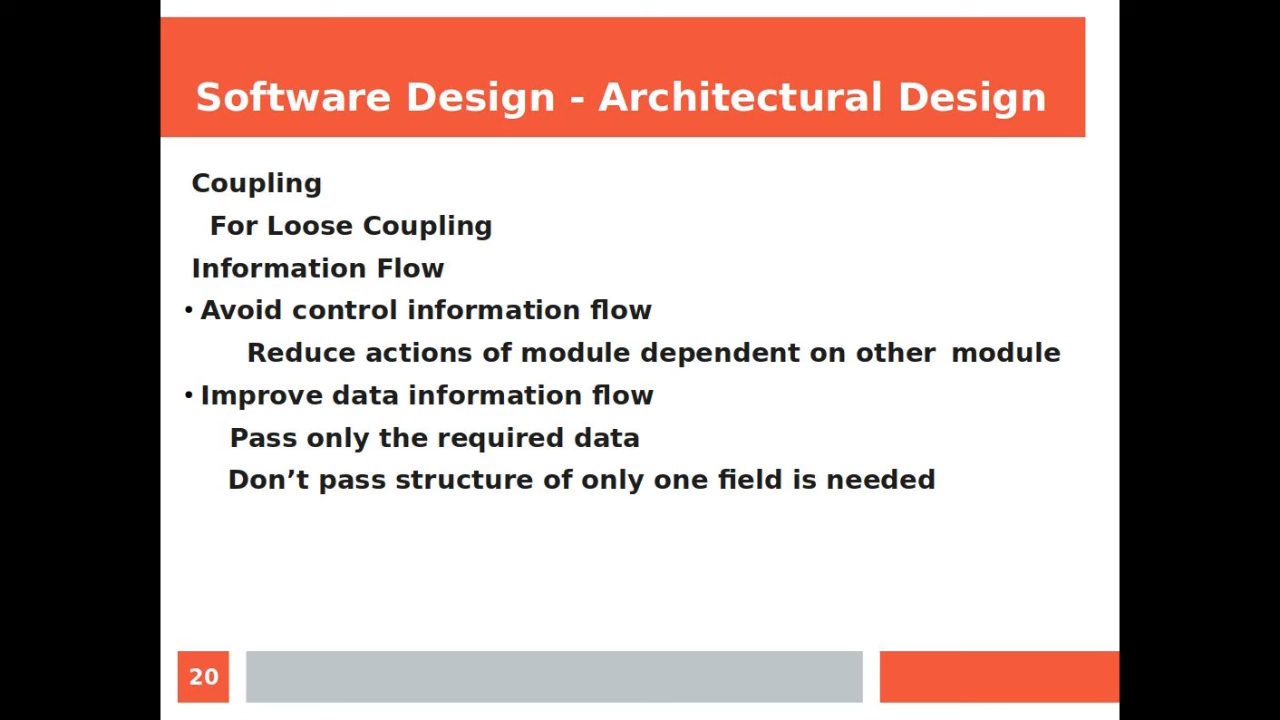 Software Design - Architectural Design
Coupling
For Loose Coupling
Information Flow
• Avoid control information flow
Reduce actions of module dependent on other module
• Improve data information flow
Pass only the required data
Don’t pass structure of only one field is needed
20